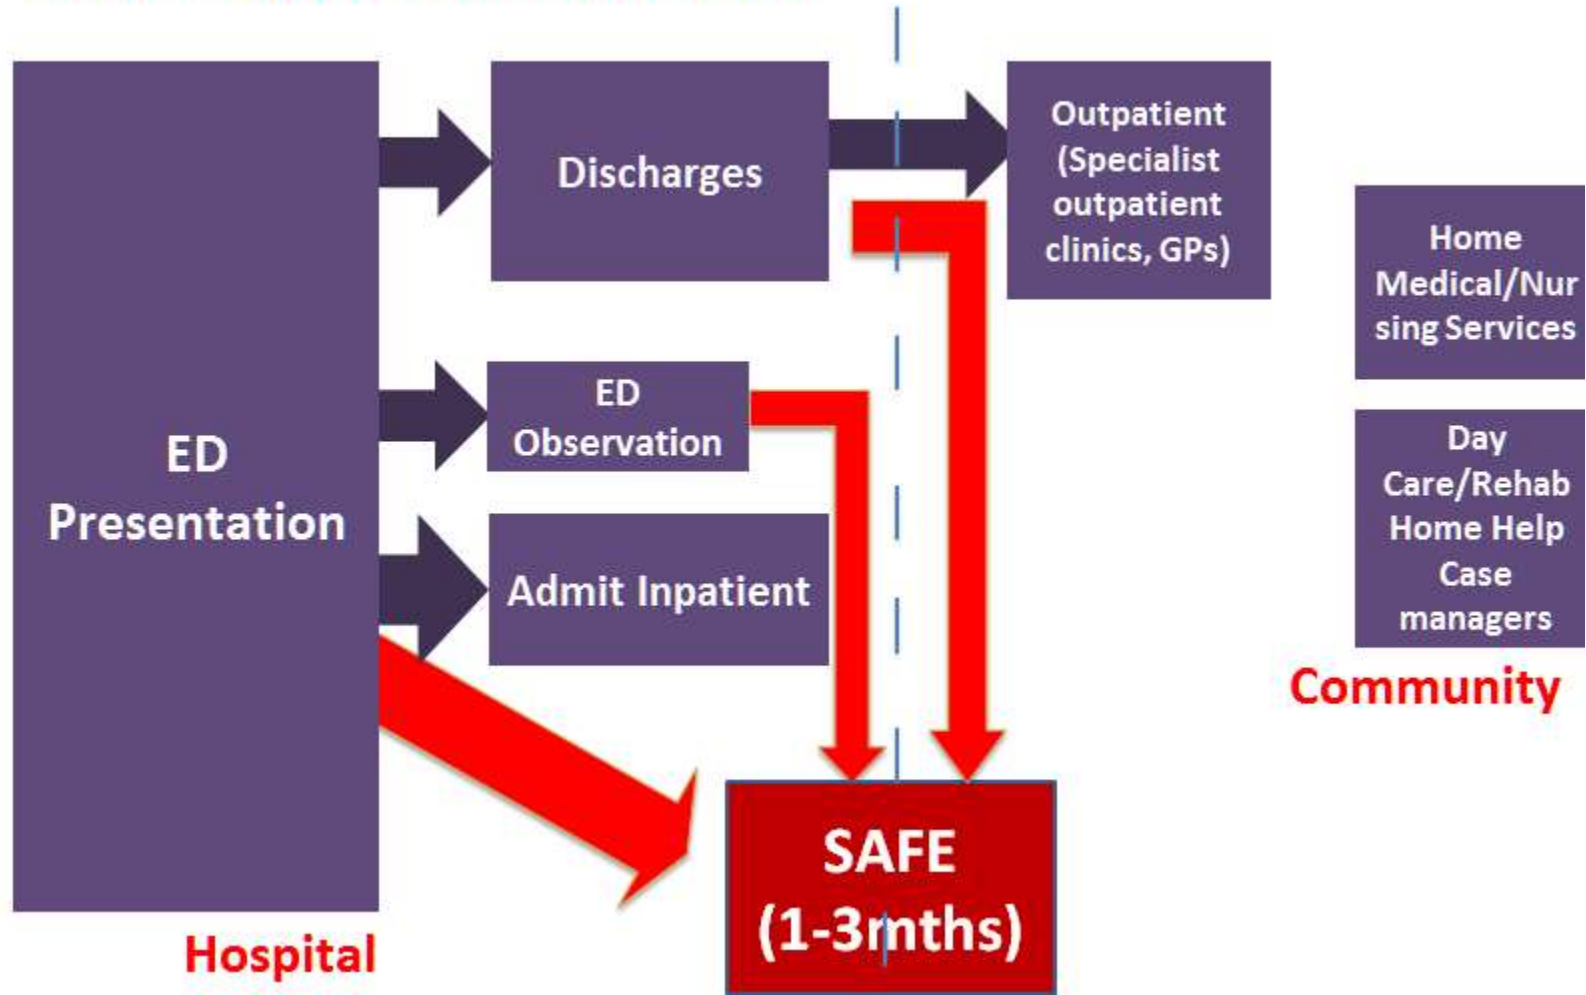 ED
Presentation
Discharges
ED
Observation
Admit Inpatient
Outpatient
(Specialist
outpatient
clinics, GPs)
Home
Medical/Nur
sing Services
Day
Care/Rehab
Home Help
Case
managers
Community
SAFE
(1-3mths)
Hospital